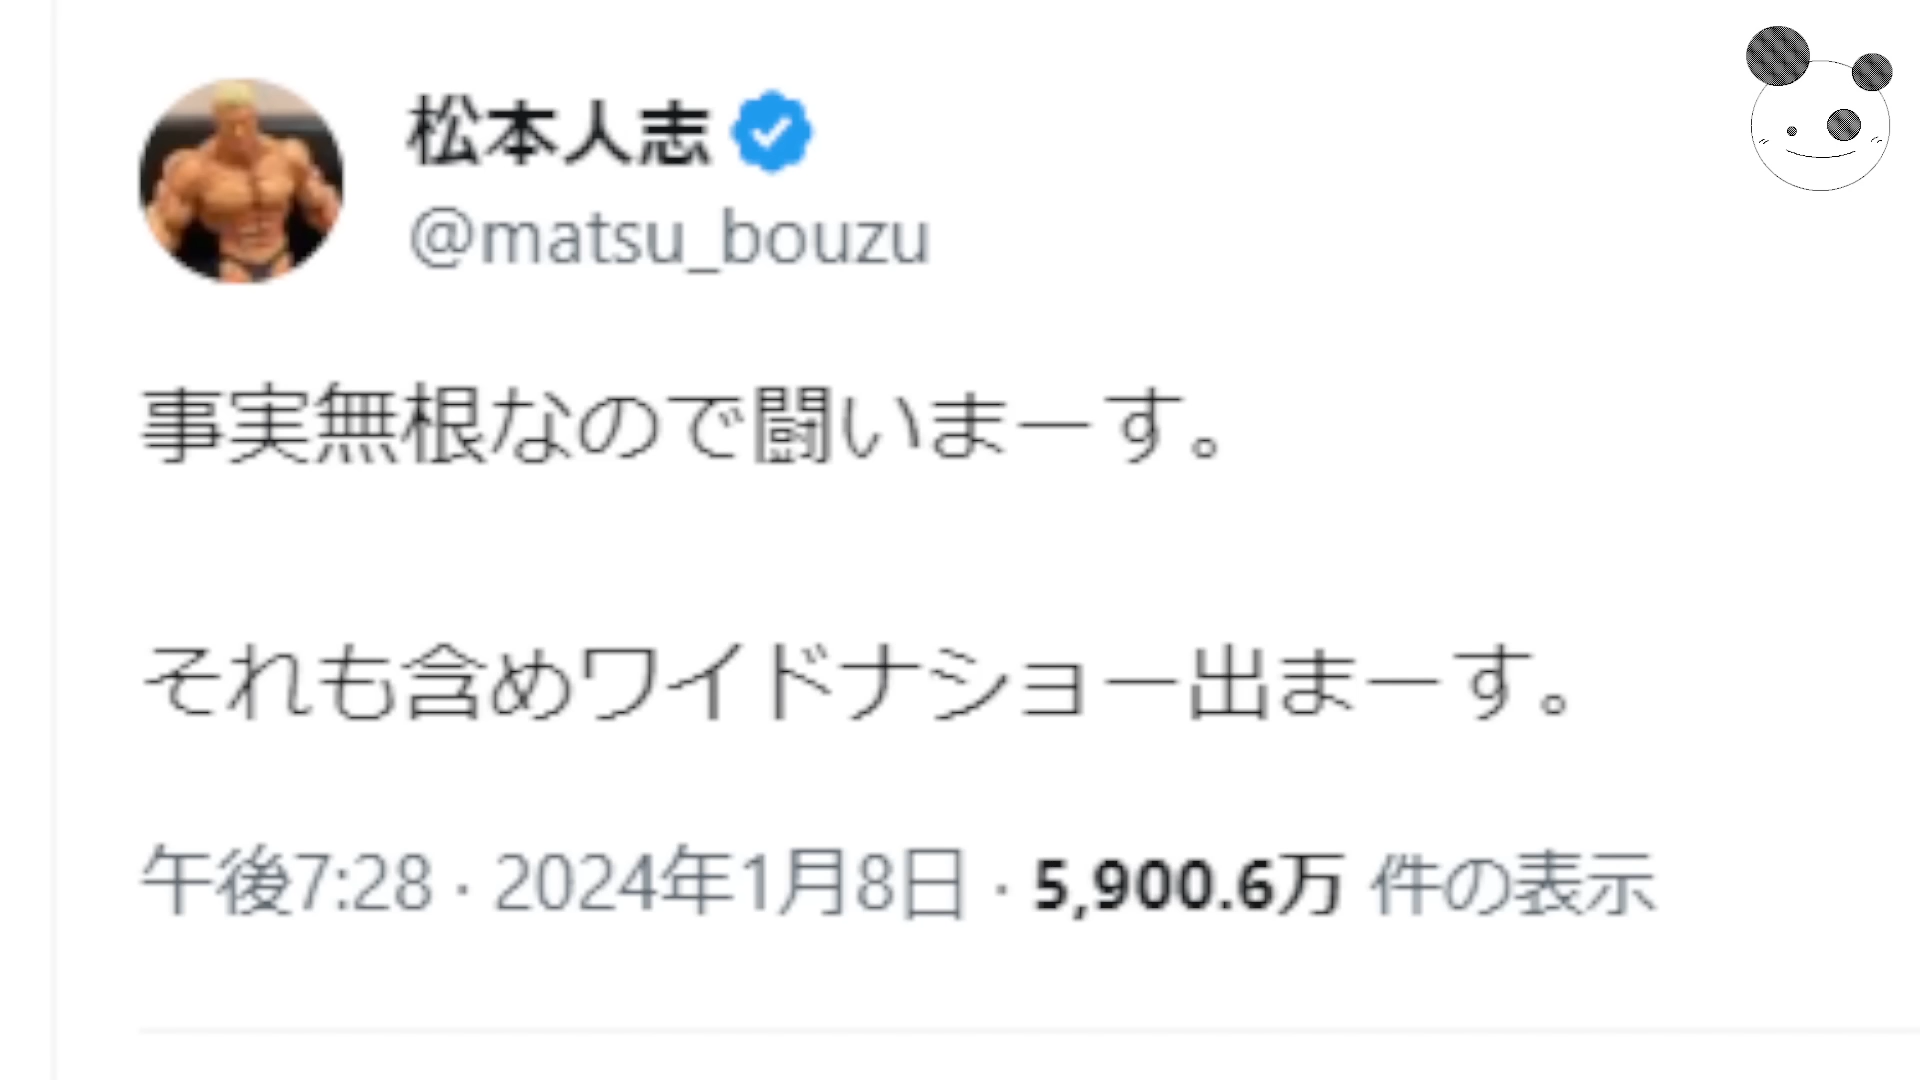 松本人志
@matsu_bouzu
事実無根なので闘いまーす。
それも含めワイドナショー出まーす。
午後7:28 · 2024年1月8日 · 5,900.6万 件の表示